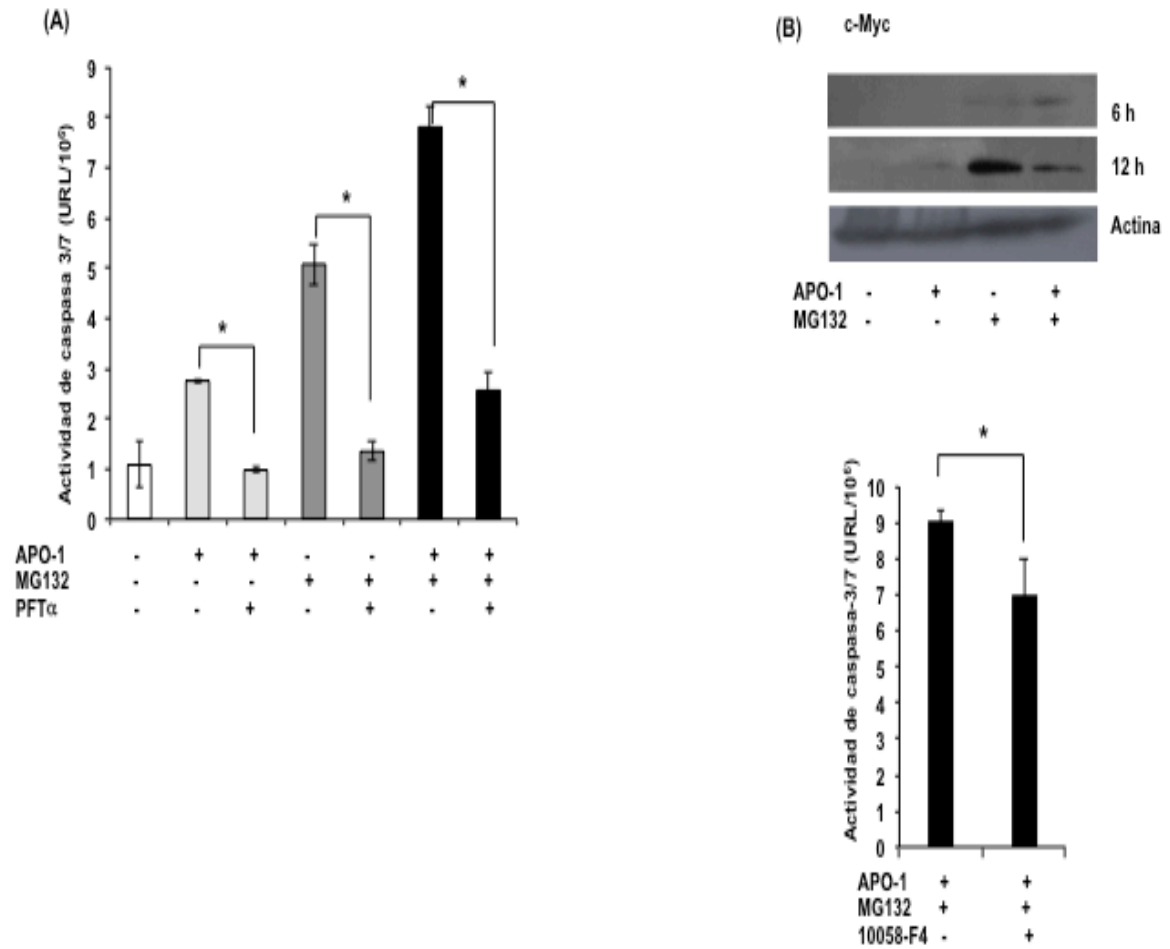 (A)
9
8
7
6
5
4
3
2
1
0
Actividad de caspasa 3/7 (URL/10⁶)
*
*
*
APO-1 - + + - - + +
MG132 - - - + + + +
PFTα - - + - + - +
(B) c-Myc
6 h
12 h
Actina
APO-1 - + - +
MG132 - - + +
*
10
9
8
7
6
5
4
3
2
1
0
Actividad de caspasa-3/7 (URL/10⁶)
APO-1 + +
MG132 + +
10058-F4 - +